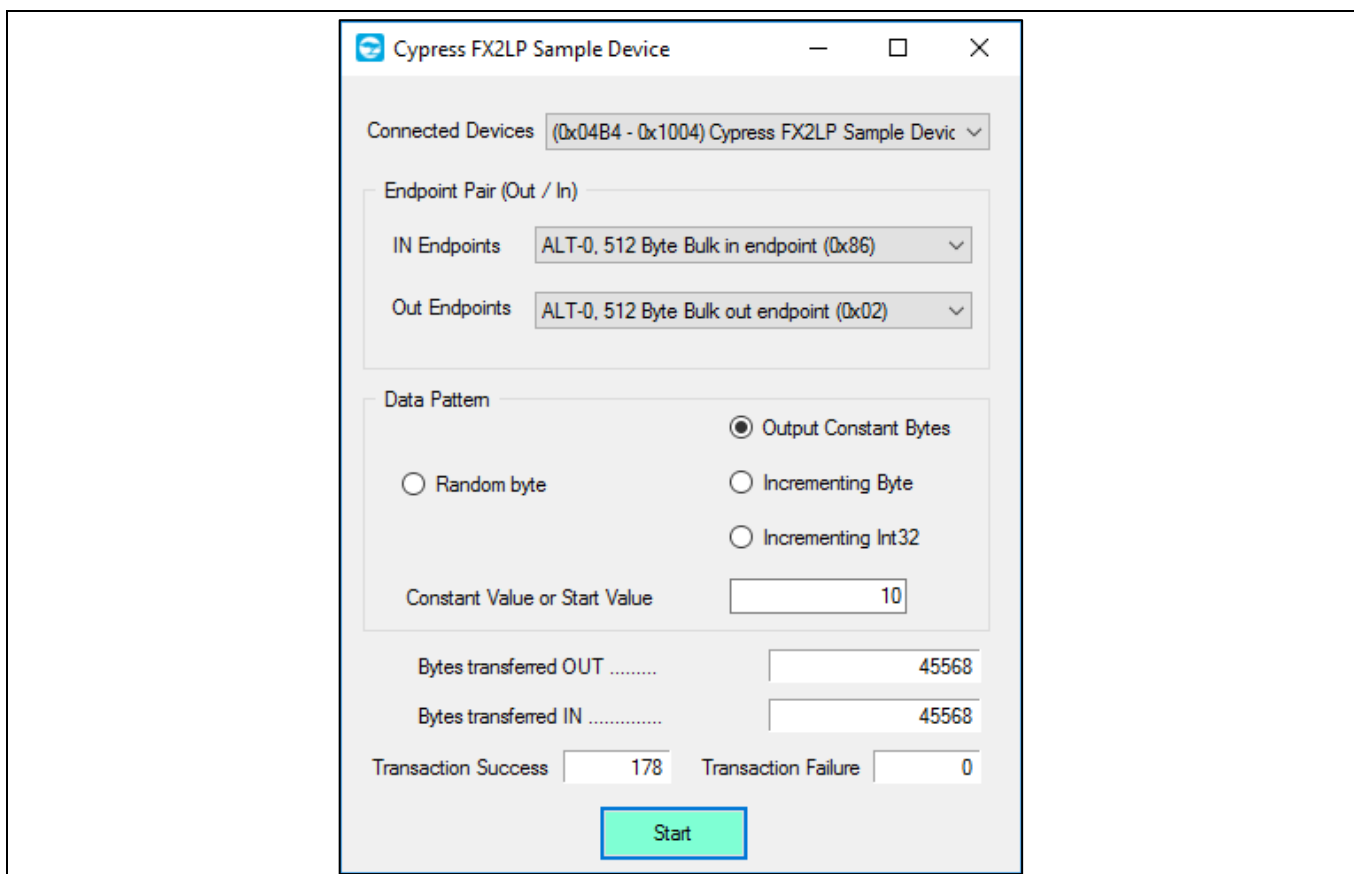 Cypress FX2LP Sample Device
Connected Devices (0x04B4 - 0x1004) Cypress FX2LP Sample Devic
Endpoint Pair (Out / In)
IN Endpoints ALT-0, 512 Byte Bulk in endpoint (0x86)
Out Endpoints ALT-0, 512 Byte Bulk out endpoint (0x02)
Data Pattern
Output Constant Bytes
Random byte Incrementing Byte
Incrementing Int32
Constant Value or Start Value 10
Bytes transferred OUT ......... 45568
Bytes transferred IN .............. 45568
Transaction Success 178 Transaction Failure 0
Start